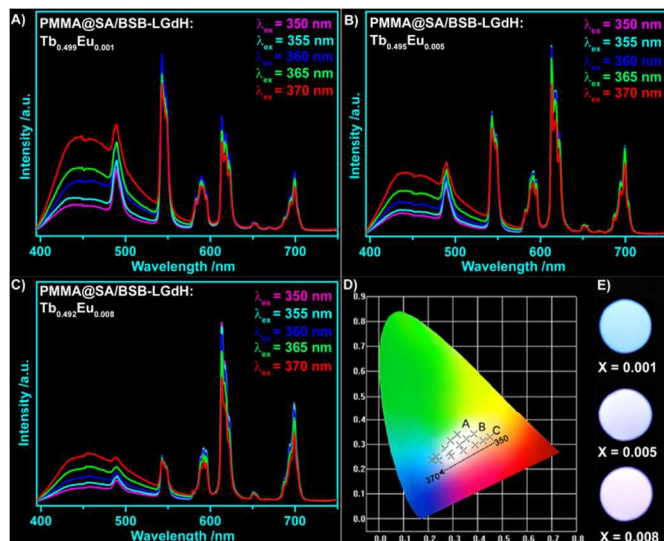 A)
PMMA@SA/BSB-LGdH:
Tb0.499Eu0.001
λex = 350 nm
λex = 355 nm
λex = 360 nm
λex = 365 nm
λex = 370 nm
Intensity /a.u.
400 500 600 700
Wavelength /nm
B)
PMMA@SA/BSB-LGdH:
Tb0.495Eu0.005
λex = 350 nm
λex = 355 nm
λex = 360 nm
λex = 365 nm
λex = 370 nm
Intensity /a.u.
400 500 600 700
Wavelength /nm
C)
PMMA@SA/BSB-LGdH:
Tb0.492Eu0.008
λex = 350 nm
λex = 355 nm
λex = 360 nm
λex = 365 nm
λex = 370 nm
Intensity /a.u.
400 500 600 700
Wavelength /nm
D)
0.9
0.8
0.7
0.6
0.5
0.4
0.3
0.2
0.1
0.0
A B C
350
370
0.0 0.1 0.2 0.3 0.4 0.5 0.6 0.7 0.8
E)
X = 0.001
X = 0.005
X = 0.008